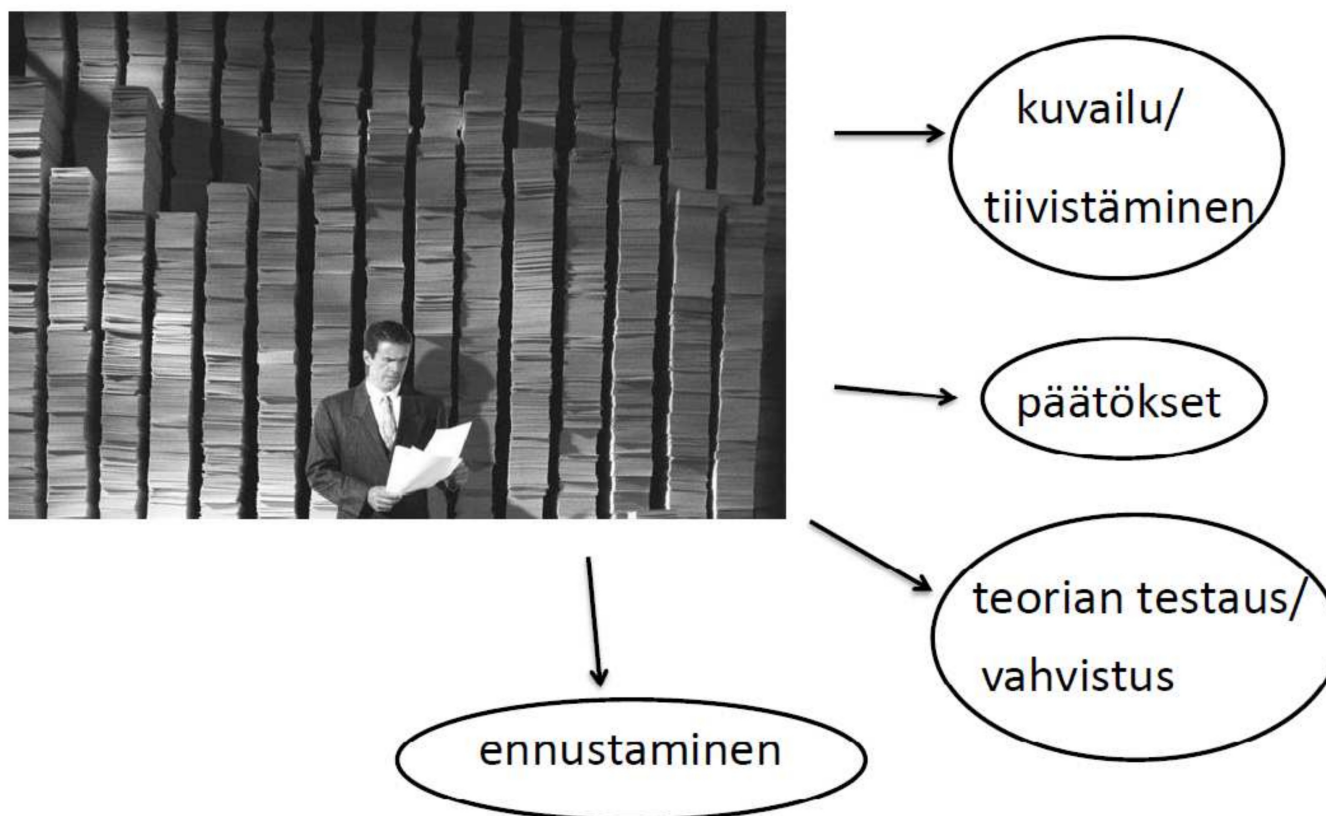 kuvailu/
tiivistäminen
päätökset
teorian testaus/
vahvistus
ennustaminen